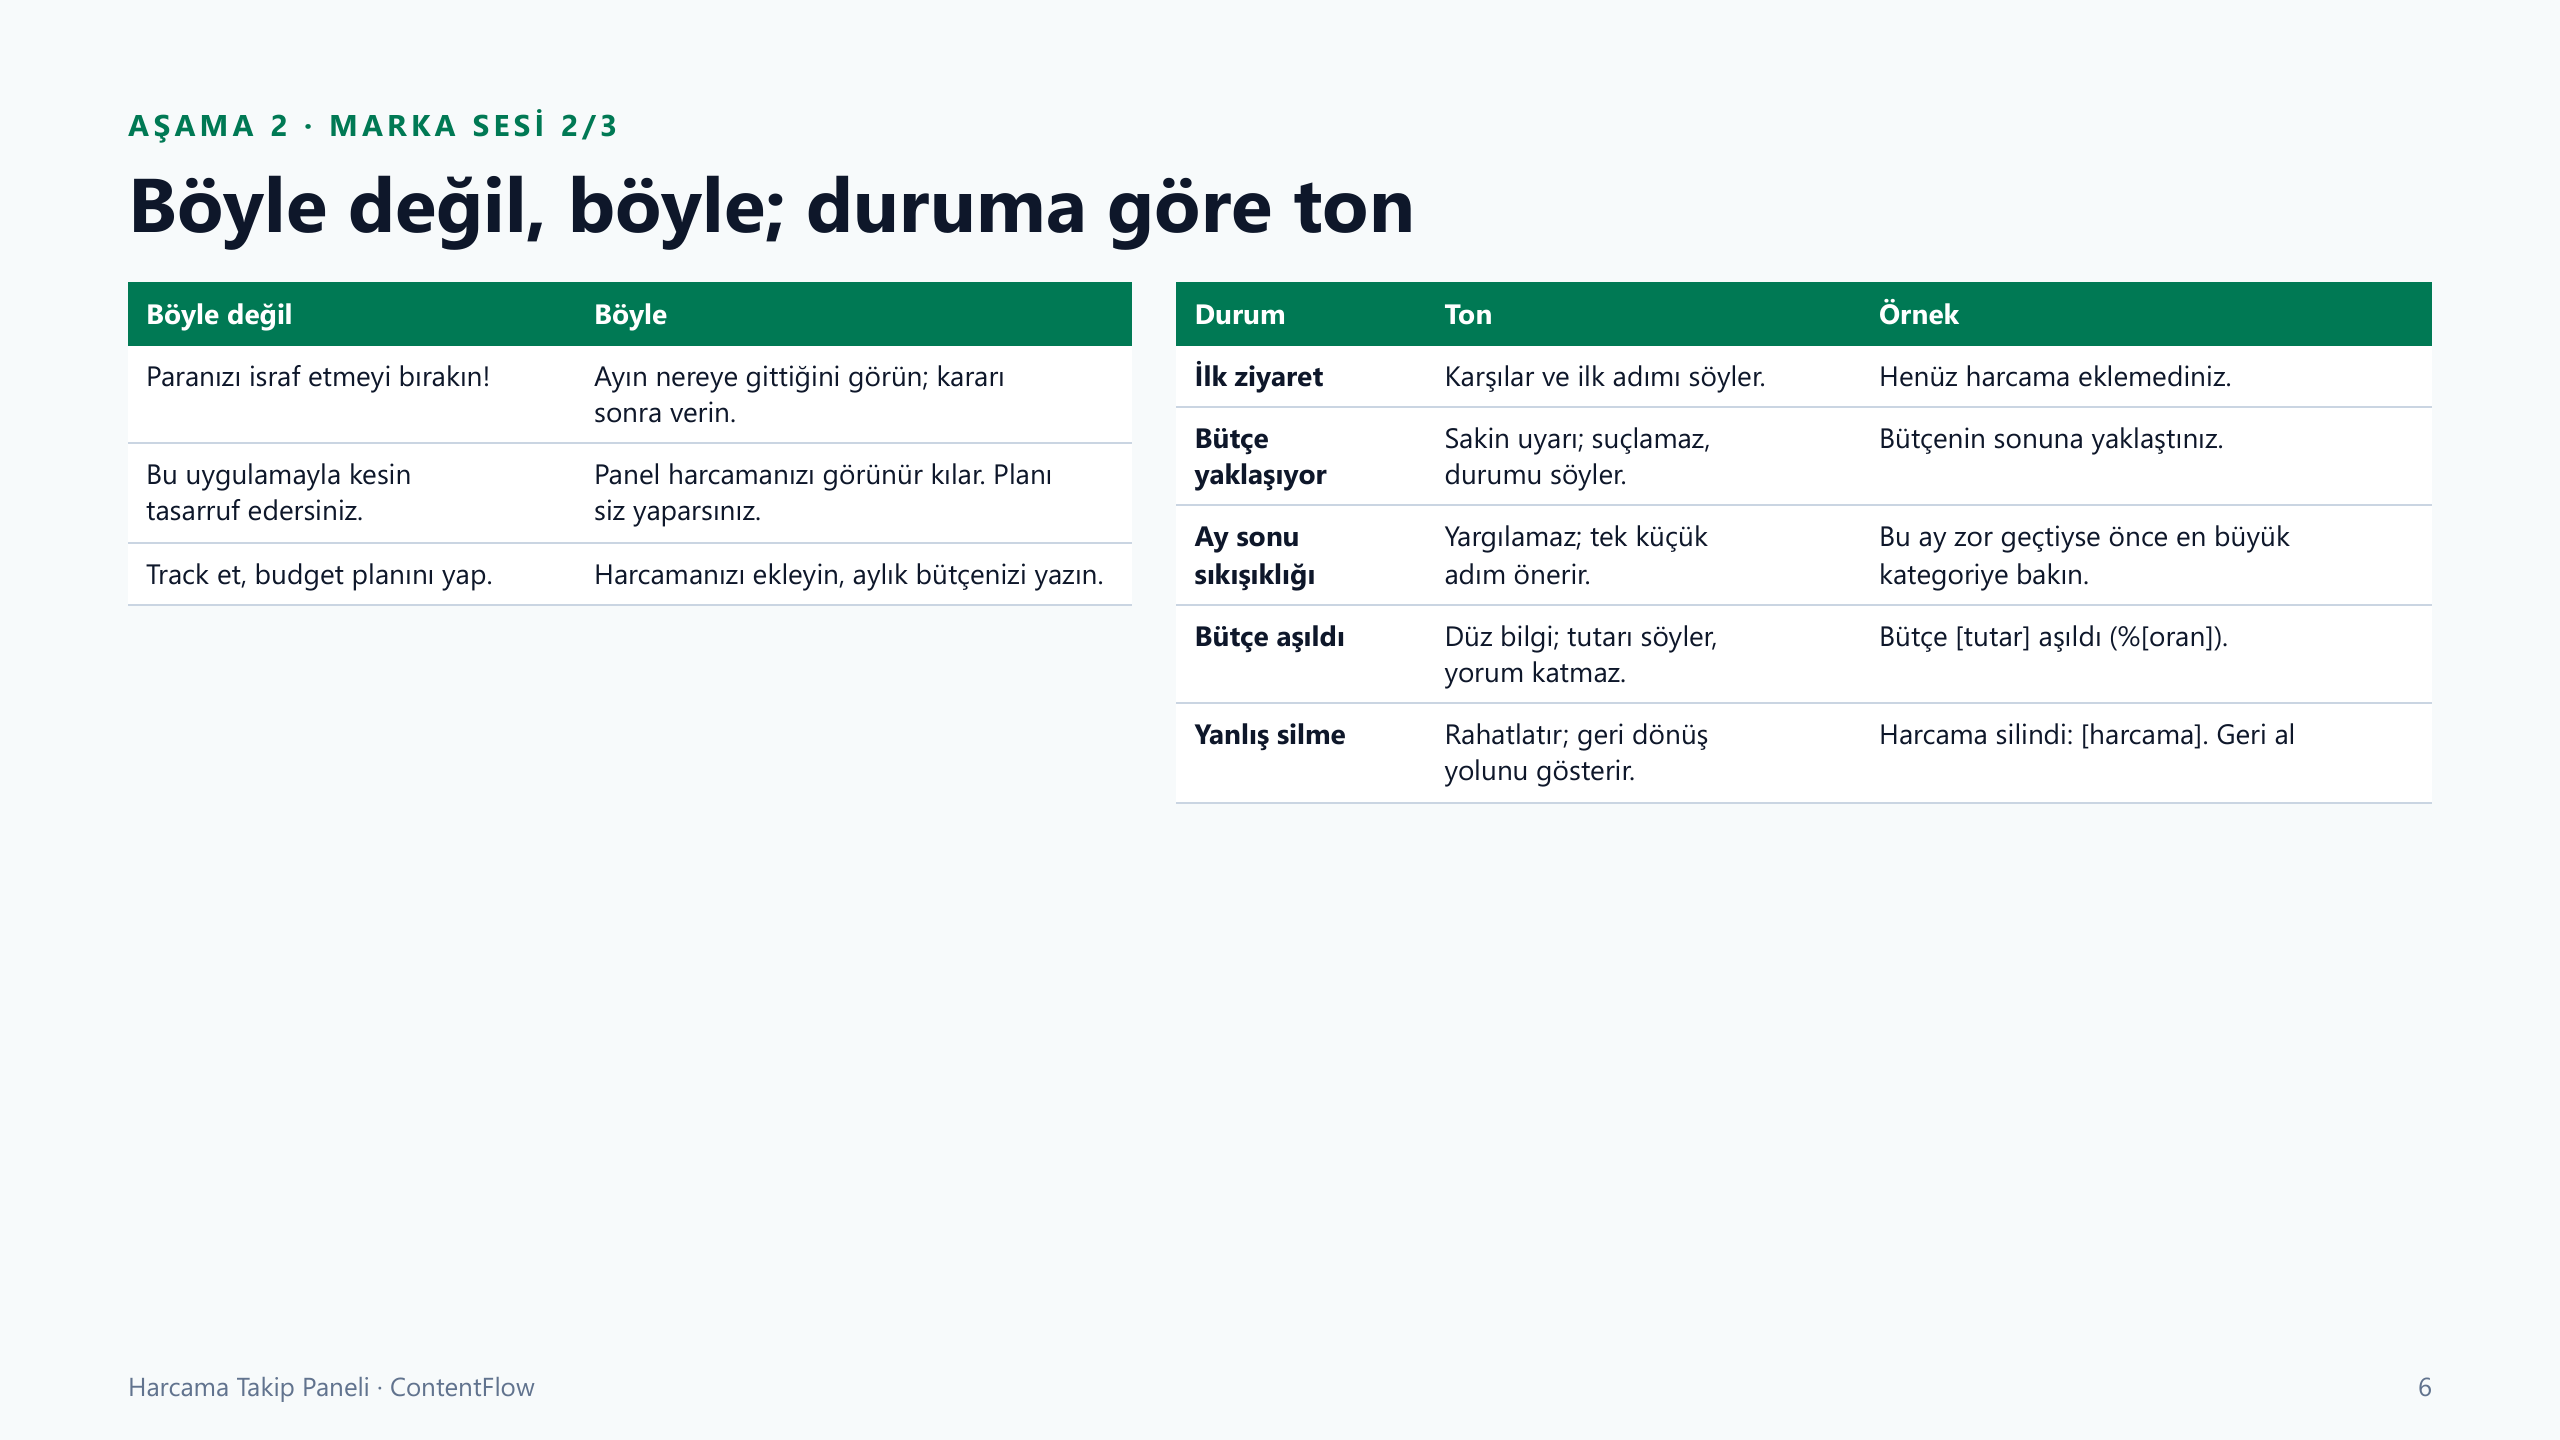 AŞAMA 2 · MARKA SESİ 2/3
Böyle değil, böyle; duruma göre ton
Böyle değil
Böyle
Paranızı israf etmeyi bırakın!
Ayın nereye gittiğini görün; kararı
sonra verin.
Bu uygulamayla kesin
tasarruf edersiniz.
Panel harcamanızı görünür kılar. Planı
siz yaparsınız.
Track et, budget planını yap.
Harcamanızı ekleyin, aylık bütçenizi yazın.
Durum
Ton
Örnek
İlk ziyaret
Karşılar ve ilk adımı söyler.
Henüz harcama eklemediniz.
Bütçe
yaklaşıyor
Sakin uyarı; suçlamaz,
durumu söyler.
Bütçenin sonuna yaklaştınız.
Ay sonu
sıkışıklığı
Yargılamaz; tek küçük
adım önerir.
Bu ay zor geçtiyse önce en büyük
kategoriye bakın.
Bütçe aşıldı
Düz bilgi; tutarı söyler,
yorum katmaz.
Bütçe [tutar] aşıldı (%[oran]).
Yanlış silme
Rahatlatır; geri dönüş
yolunu gösterir.
Harcama silindi: [harcama]. Geri al
Harcama Takip Paneli · ContentFlow
6